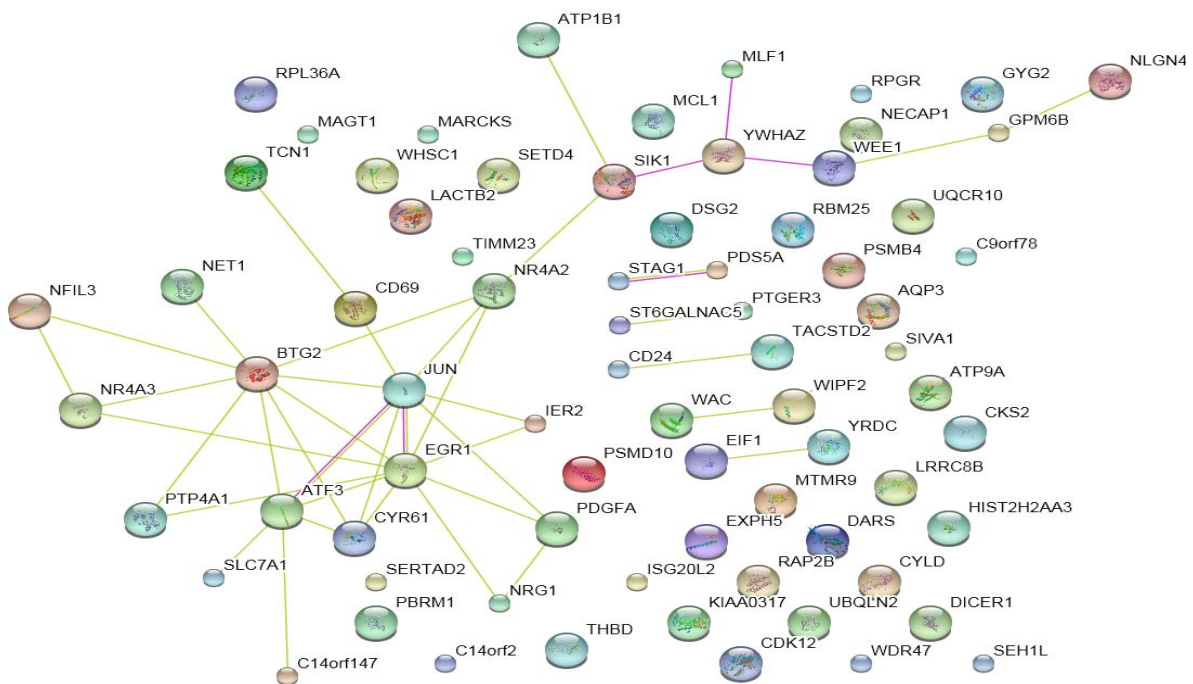 ATP1B1
MLF1
NLGN4
RPL36A
RPGR
GYG2
MCL1
NECAP1
GPM6B
MAGT1
MARCKS
YWHAZ
TCN1
WHSC1
SETD4
SIK1
WEE1
LACTB2
UQCR10
DSG2
RBM25
TIMM23
C9orf78
NET1
NR4A2
STAG1
PDS5A
PSMB4
NFIL3
CD69
ST6GALNAC5
PTGER3
AQP3
TACSTD2
SIVA1
BTG2
JUN
CD24
NR4A3
IER2
WAC
WIPF2
ATP9A
CKS2
EGR1
PSMD10
EIF1
YRDC
LRRC8B
PTP4A1
ATF3
MTMR9
CYR61
PDGFA
EXPH5
DARS
HIST2H2AA3
SLC7A1
SERTAD2
NRG1
ISG20L2
RAP2B
CYLD
PBRM1
KIAA0317
UBQLN2
DICER1
THBD
C14orf147
C14orf2
CDK12
WDR47
SEH1L